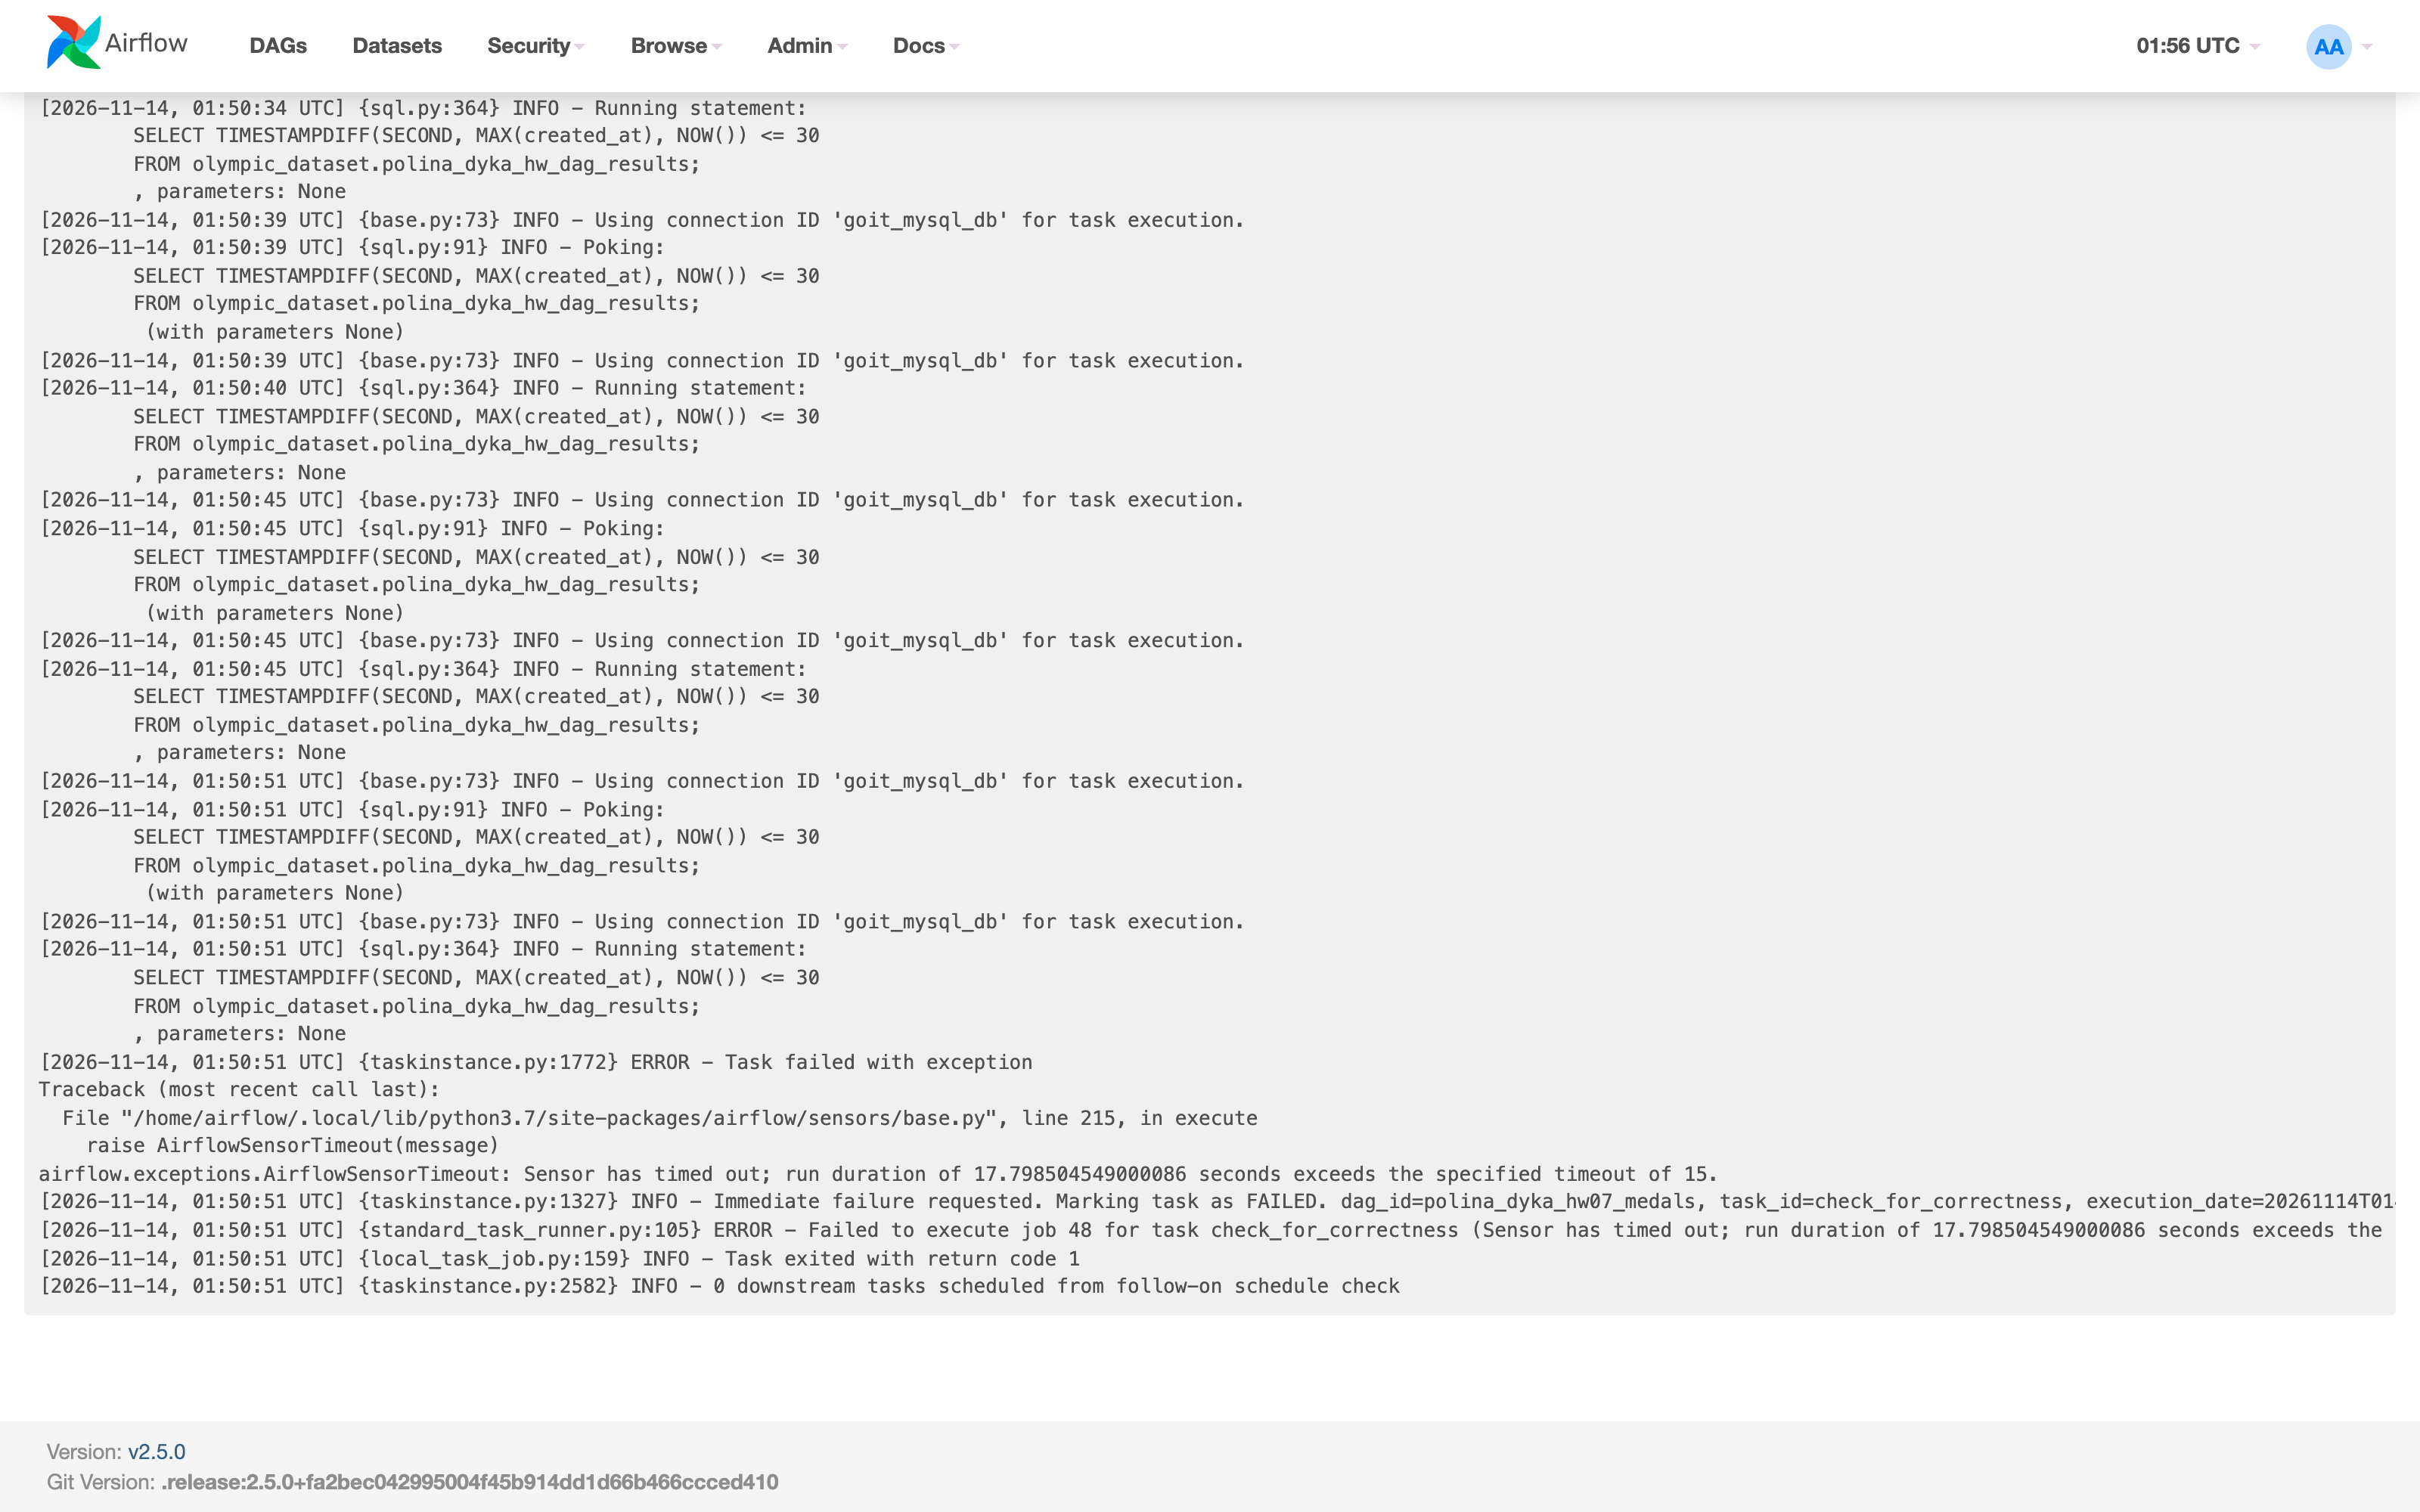 Airflow DAGs Datasets Security Browse Admin Docs 01:56 UTC AA
[2026-11-14, 01:50:34 UTC] {sql.py:364} INFO - Running statement:
SELECT TIMESTAMPDIFF(SECOND, MAX(created_at), NOW()) <= 30
FROM olympic_dataset.polina_dyka_hw_dag_results;
, parameters: None
[2026-11-14, 01:50:39 UTC] {base.py:73} INFO - Using connection ID 'goit_mysql_db' for task execution.
[2026-11-14, 01:50:39 UTC] {sql.py:91} INFO - Poking:
SELECT TIMESTAMPDIFF(SECOND, MAX(created_at), NOW()) <= 30
FROM olympic_dataset.polina_dyka_hw_dag_results;
(with parameters None)
[2026-11-14, 01:50:39 UTC] {base.py:73} INFO - Using connection ID 'goit_mysql_db' for task execution.
[2026-11-14, 01:50:40 UTC] {sql.py:364} INFO - Running statement:
SELECT TIMESTAMPDIFF(SECOND, MAX(created_at), NOW()) <= 30
FROM olympic_dataset.polina_dyka_hw_dag_results;
, parameters: None
[2026-11-14, 01:50:45 UTC] {base.py:73} INFO - Using connection ID 'goit_mysql_db' for task execution.
[2026-11-14, 01:50:45 UTC] {sql.py:91} INFO - Poking:
SELECT TIMESTAMPDIFF(SECOND, MAX(created_at), NOW()) <= 30
FROM olympic_dataset.polina_dyka_hw_dag_results;
(with parameters None)
[2026-11-14, 01:50:45 UTC] {base.py:73} INFO - Using connection ID 'goit_mysql_db' for task execution.
[2026-11-14, 01:50:45 UTC] {sql.py:364} INFO - Running statement:
SELECT TIMESTAMPDIFF(SECOND, MAX(created_at), NOW()) <= 30
FROM olympic_dataset.polina_dyka_hw_dag_results;
, parameters: None
[2026-11-14, 01:50:51 UTC] {base.py:73} INFO - Using connection ID 'goit_mysql_db' for task execution.
[2026-11-14, 01:50:51 UTC] {sql.py:91} INFO - Poking:
SELECT TIMESTAMPDIFF(SECOND, MAX(created_at), NOW()) <= 30
FROM olympic_dataset.polina_dyka_hw_dag_results;
(with parameters None)
[2026-11-14, 01:50:51 UTC] {base.py:73} INFO - Using connection ID 'goit_mysql_db' for task execution.
[2026-11-14, 01:50:51 UTC] {sql.py:364} INFO - Running statement:
SELECT TIMESTAMPDIFF(SECOND, MAX(created_at), NOW()) <= 30
FROM olympic_dataset.polina_dyka_hw_dag_results;
, parameters: None
[2026-11-14, 01:50:51 UTC] {taskinstance.py:1772} ERROR - Task failed with exception
Traceback (most recent call last):
File "/home/airflow/.local/lib/python3.7/site-packages/airflow/sensors/base.py", line 215, in execute
raise AirflowSensorTimeout(message)
airflow.exceptions.AirflowSensorTimeout: Sensor has timed out; run duration of 17.798504549000086 seconds exceeds the specified timeout of 15.
[2026-11-14, 01:50:51 UTC] {taskinstance.py:1327} INFO - Immediate failure requested. Marking task as FAILED. dag_id=polina_dyka_hw07_medals, task_id=check_for_correctness, execution_date=20261114T01
[2026-11-14, 01:50:51 UTC] {standard_task_runner.py:105} ERROR - Failed to execute job 48 for task check_for_correctness (Sensor has timed out; run duration of 17.798504549000086 seconds exceeds the
[2026-11-14, 01:50:51 UTC] {local_task_job.py:159} INFO - Task exited with return code 1
[2026-11-14, 01:50:51 UTC] {taskinstance.py:2582} INFO - 0 downstream tasks scheduled from follow-on schedule check
Version: v2.5.0
Git Version: .release:2.5.0+fa2bec042995004f45b914dd1d66b466ccced410